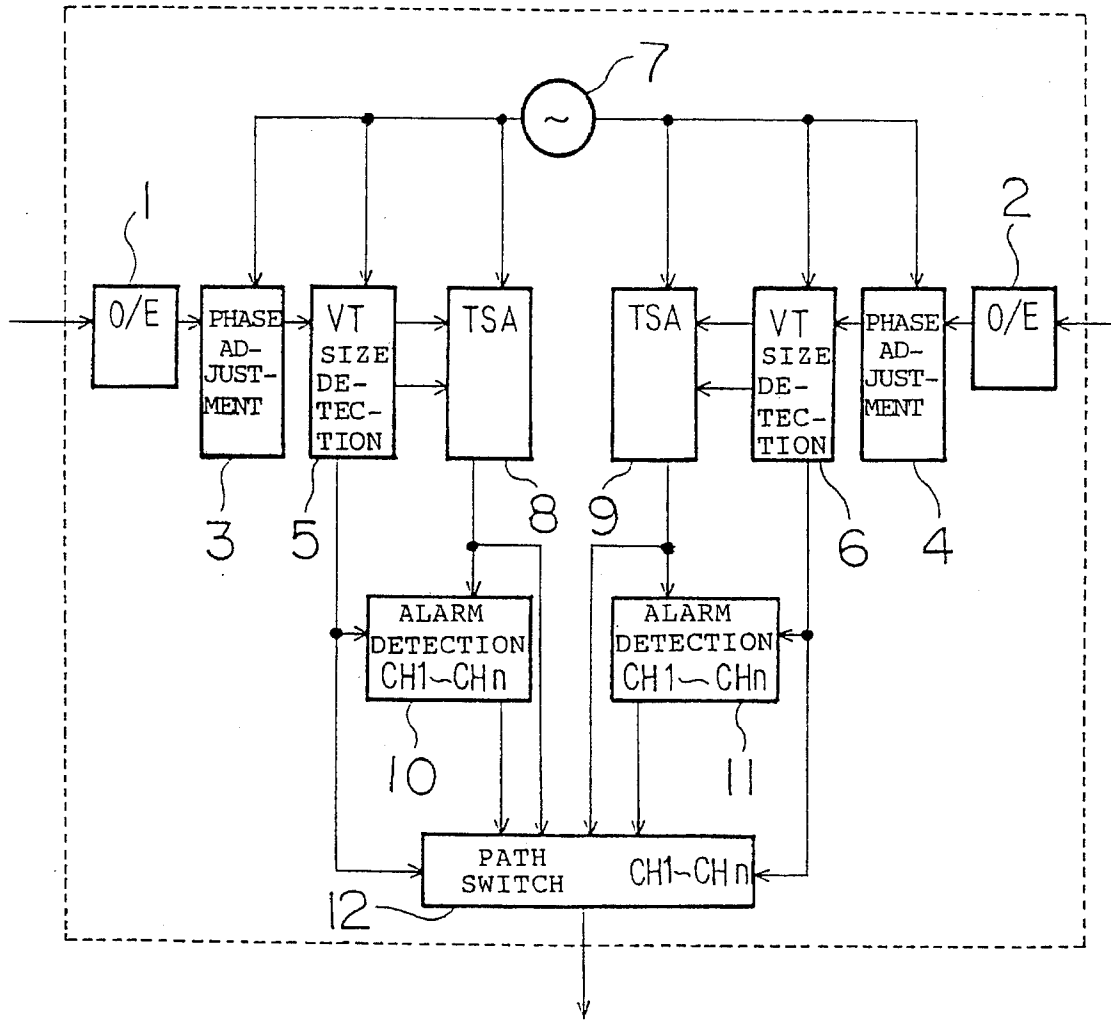 7
~
1
2
O/E
PHASE
AD-
JUST-
MENT
VT
SIZE
DE-
TEC-
TION
TSA
TSA
VT
SIZE
DE-
TEC-
TION
PHASE
AD-
JUST-
MENT
O/E
3
5
8
9
6
4
ALARM
DETECTION
CH1~CHn
ALARM
DETECTION
CH1~CHn
10
11
PATH
SWITCH
CH1~CHn
12